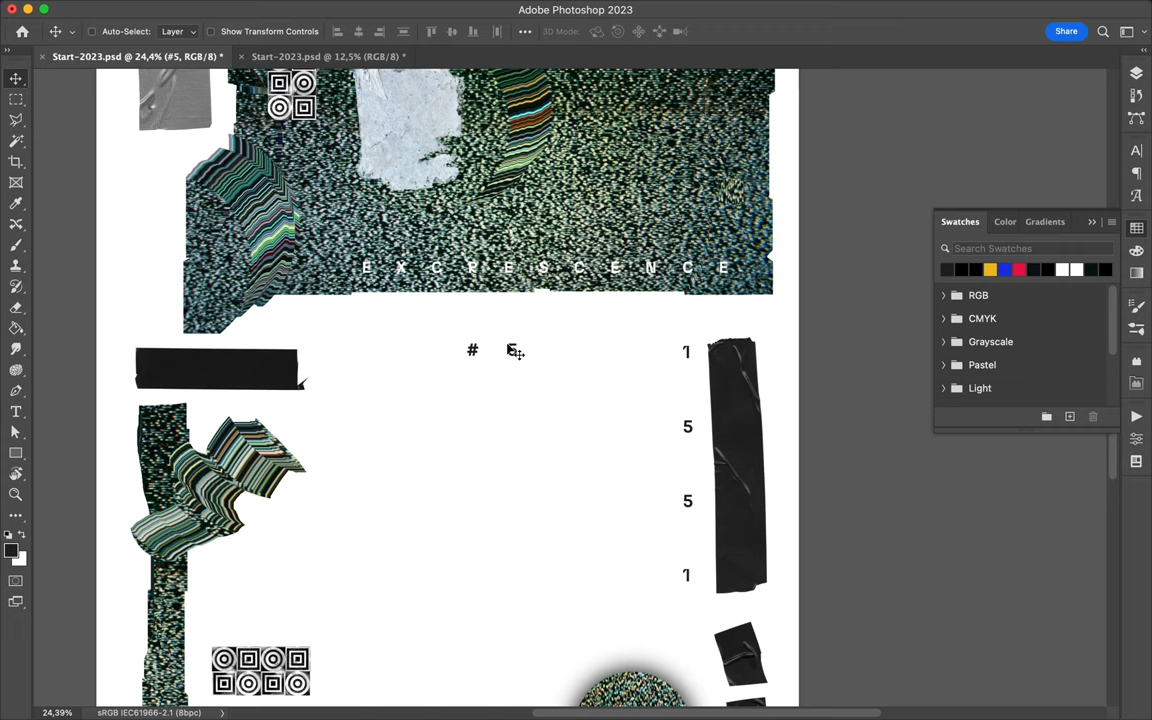 Adobe Photoshop 2023
Auto-Select:
Layer
Show Transform Controls
3D Mode:
Share
Start-2023.psd @ 24,4% (#5, RGB/8) *
Start-2023.psd @ 12,5% (RGB/8) *
Swatches
Color
Gradients
Search Swatches
RGB
CMYK
Grayscale
Pastel
Light
EXCRESCENCE
# 5
1
5
5
1
24,39%
sRGB IEC61966-2.1 (8bpc)